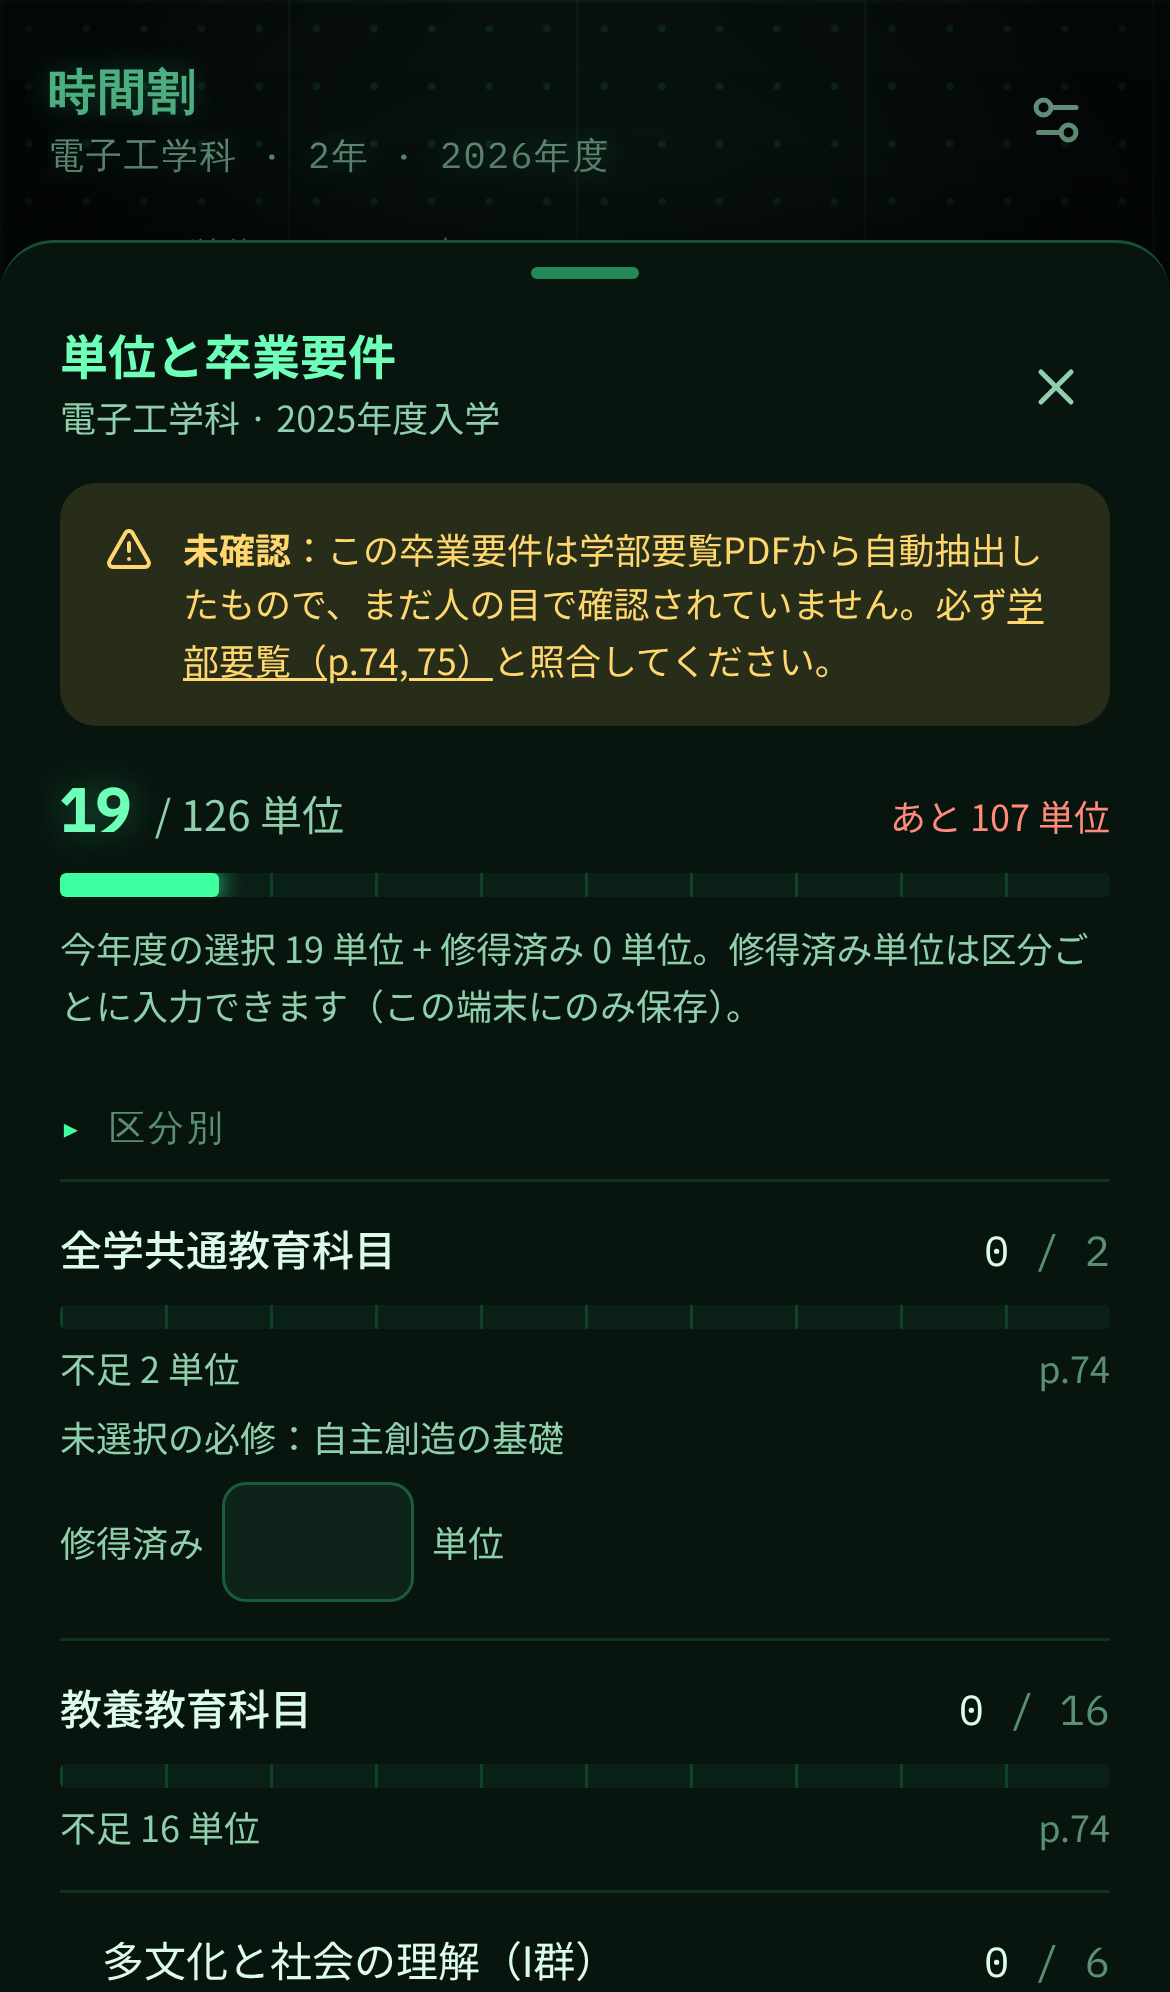 時間割
電子工学科 · 2年 · 2026年度
単位と卒業要件
電子工学科 · 2025年度入学
未確認：この卒業要件は学部要覧PDFから自動抽出し
たもので、まだ人の目で確認されていません。必ず学
部要覧（p.74, 75）と照合してください。
19 / 126 単位
あと 107 単位
今年度の選択 19 単位 + 修得済み 0 単位。修得済み単位は区分ご
とに入力できます（この端末にのみ保存）。
▸ 区分別
全学共通教育科目
0 / 2
不足 2 単位
p.74
未選択の必修：自主創造の基礎
修得済み
単位
教養教育科目
0 / 16
不足 16 単位
p.74
多文化と社会の理解（I群）
0 / 6